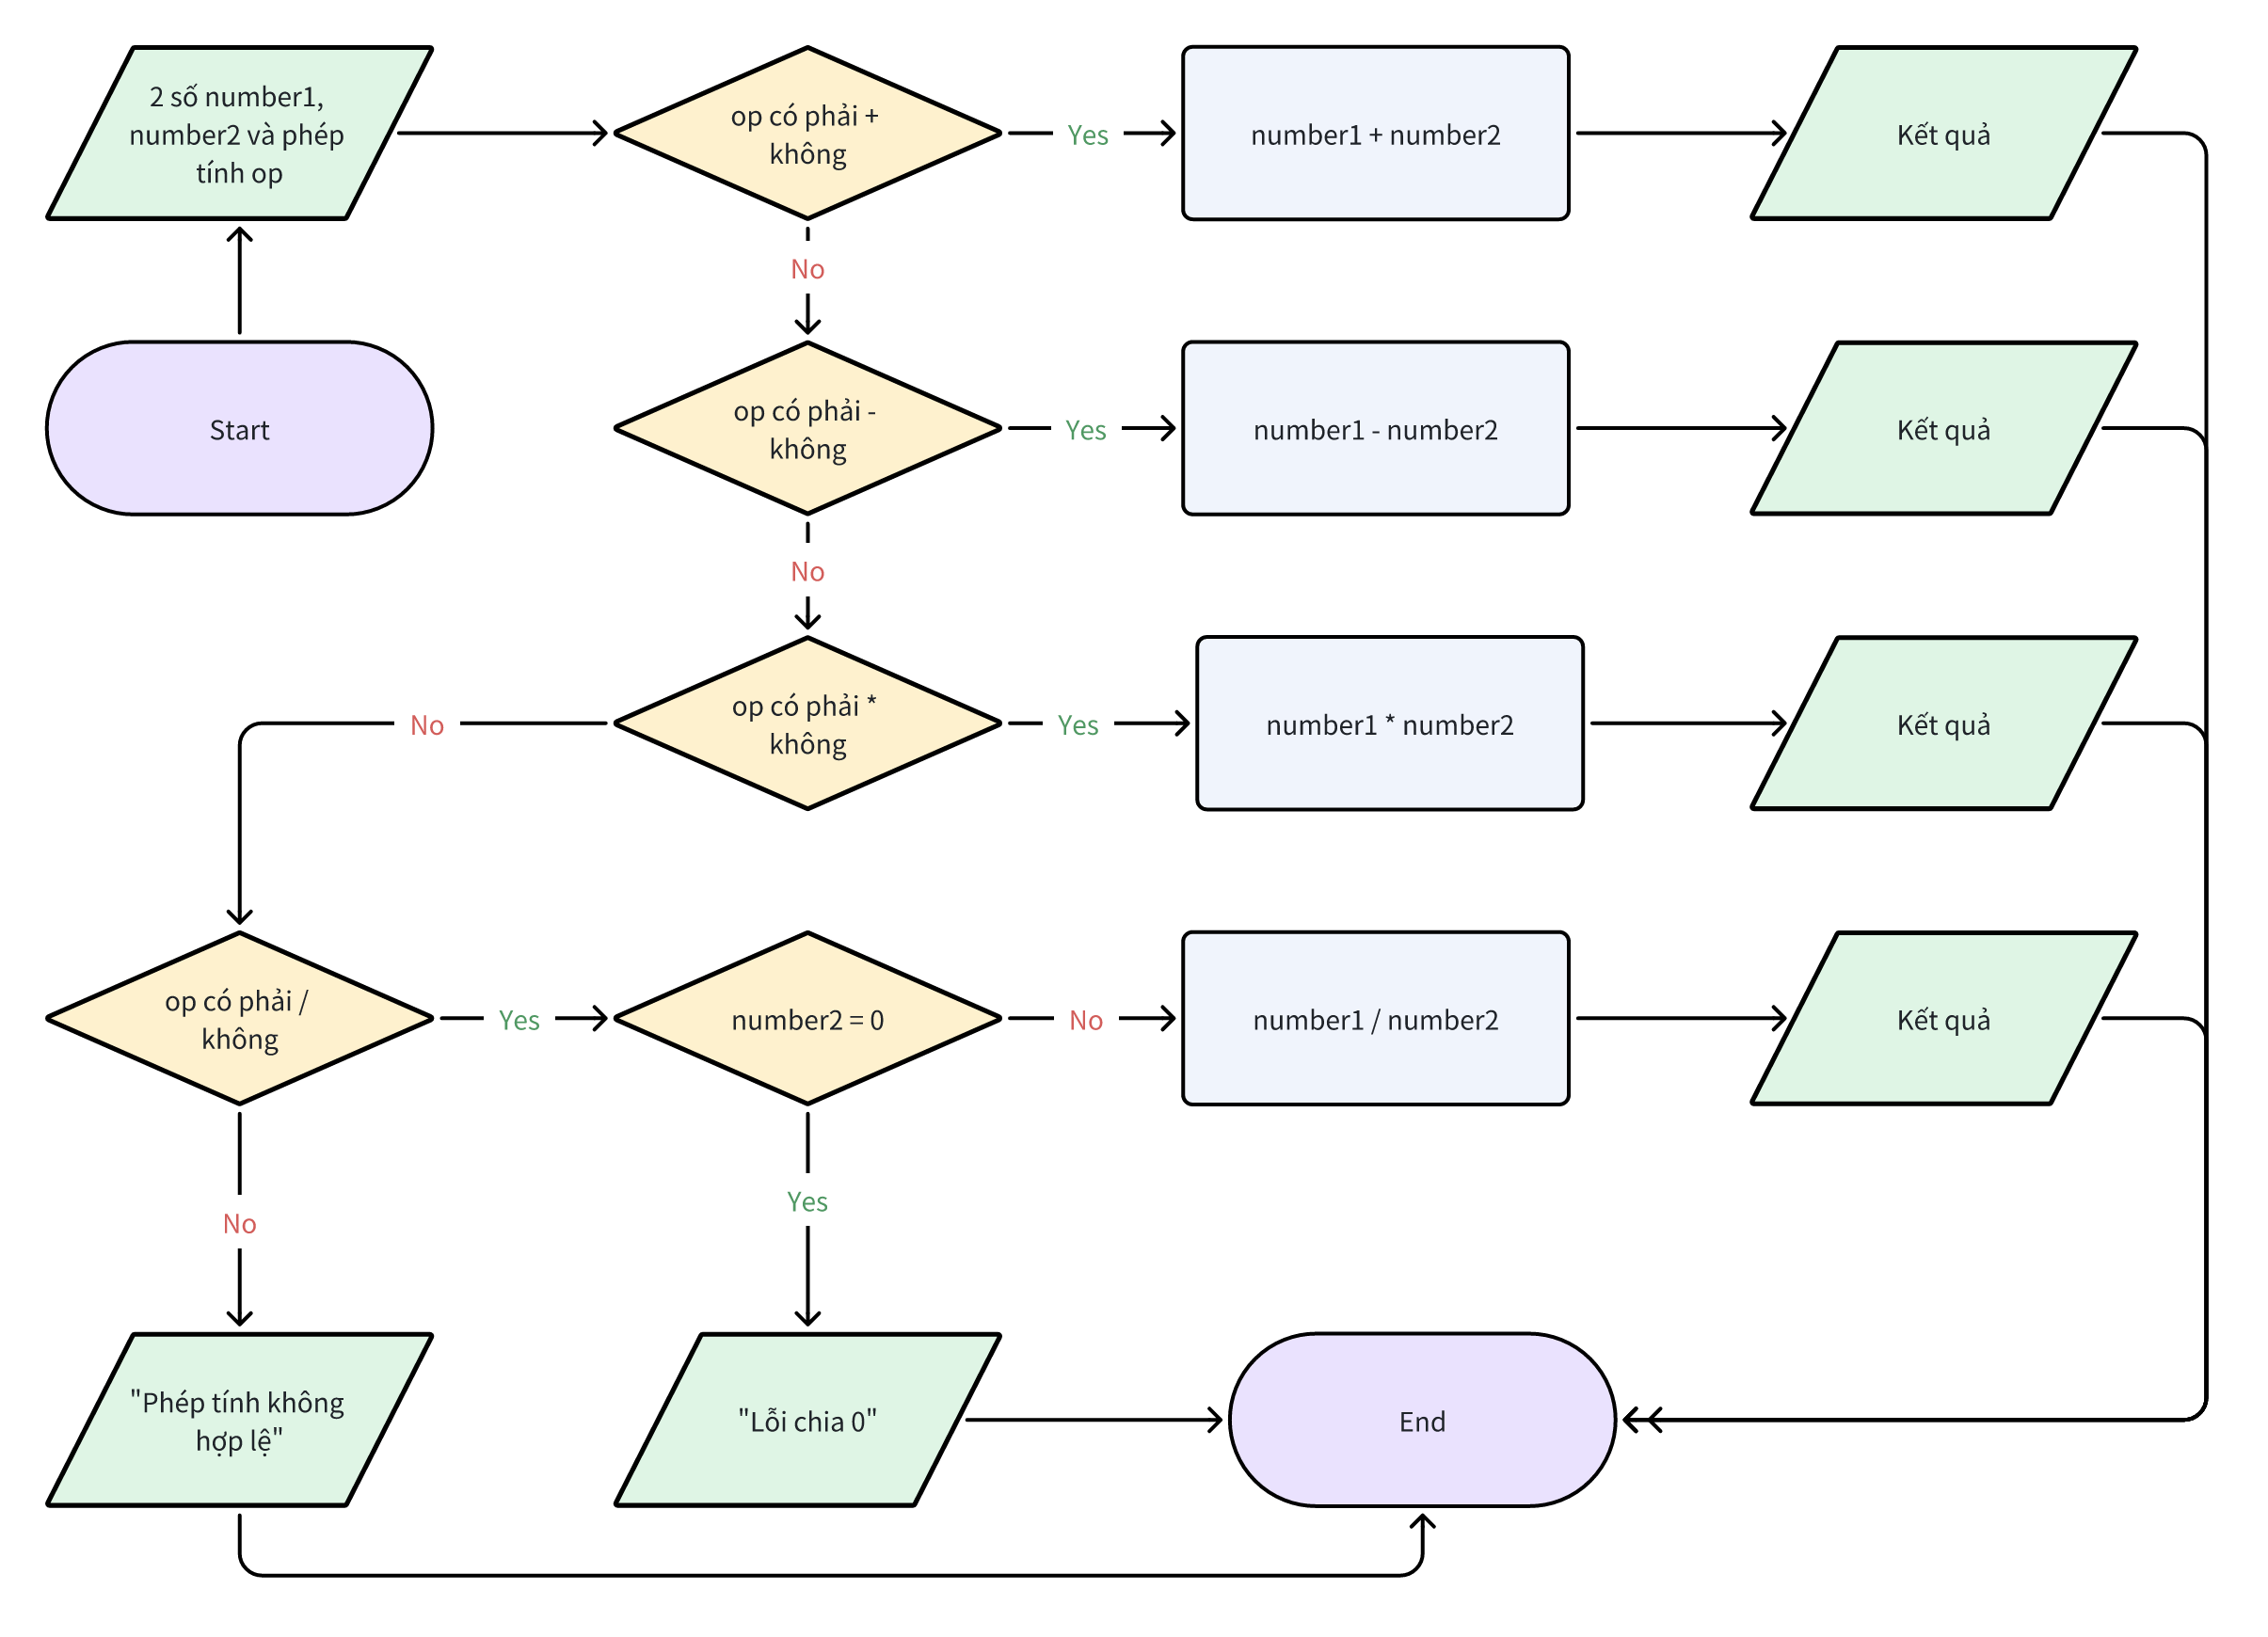 2 số number1,
number2 và phép
tính op
op có phải +
không
Yes
number1 + number2
Kết quả
No
Start
op có phải -
không
Yes
number1 - number2
Kết quả
No
No
op có phải *
không
Yes
number1 * number2
Kết quả
op có phải /
không
Yes
number2 = 0
No
number1 / number2
Kết quả
No
Yes
"Phép tính không
hợp lệ"
"Lỗi chia 0"
End